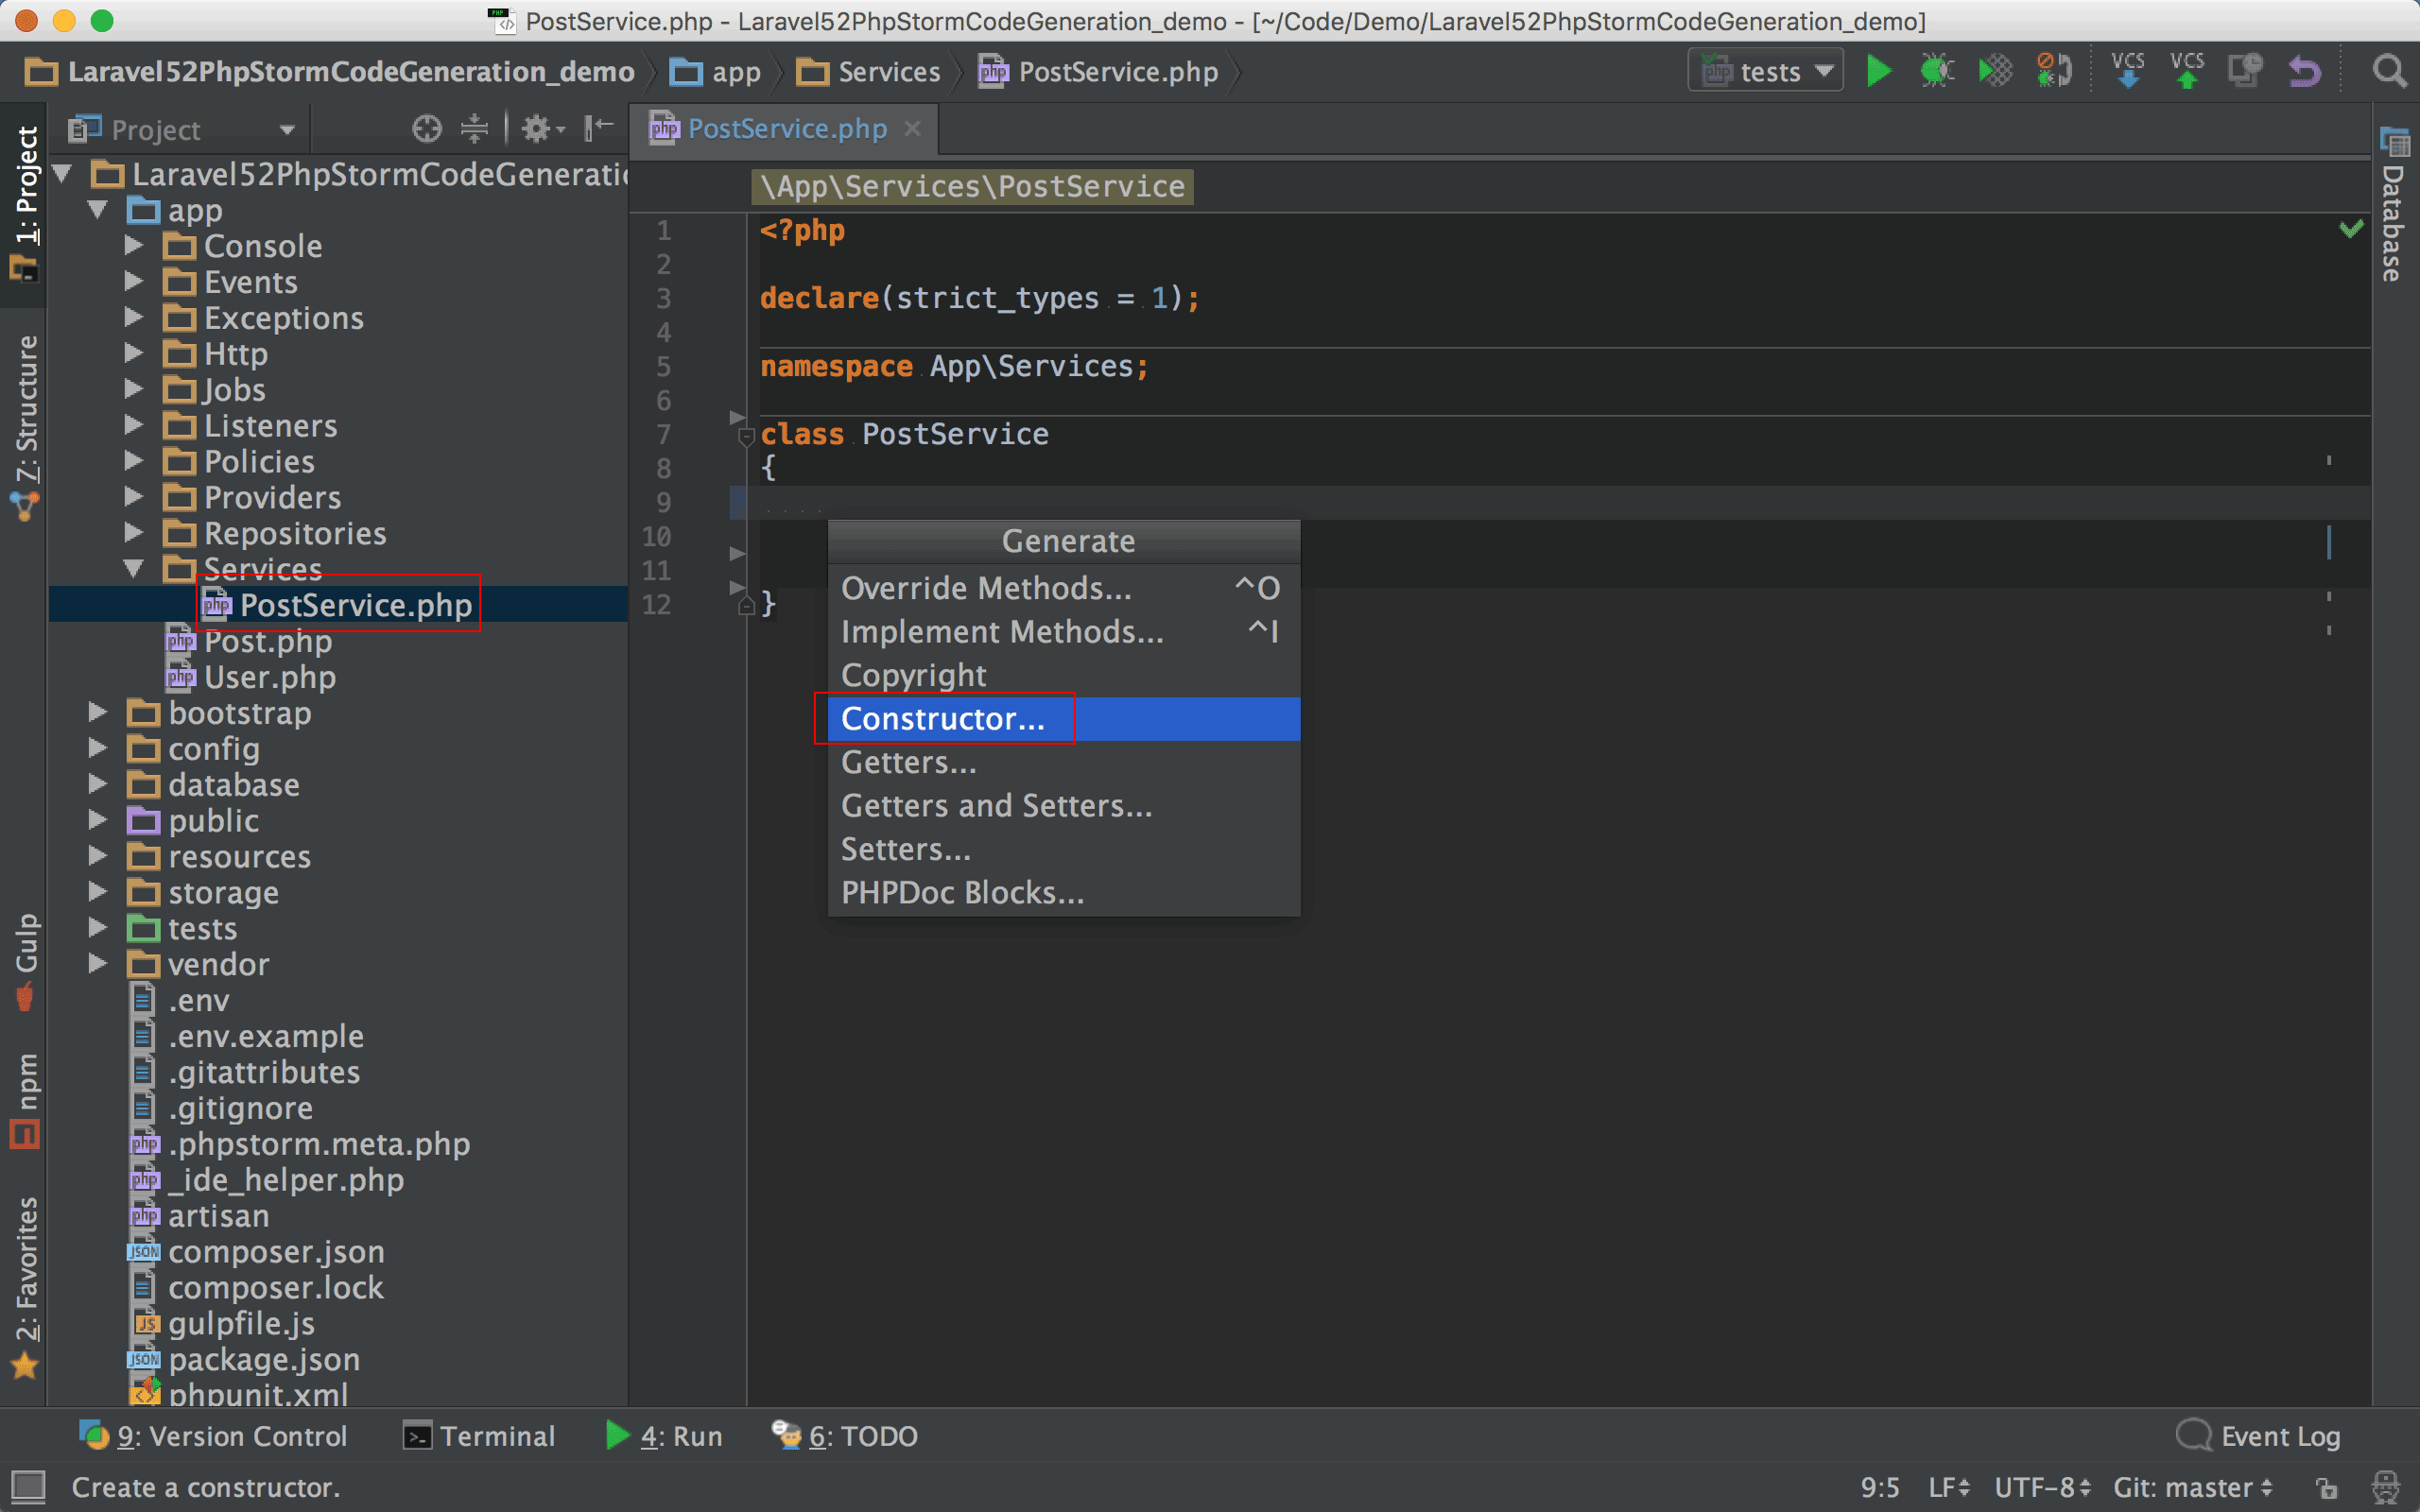 PostService.php - Laravel52PhpStormCodeGeneration_demo - [~/Code/Demo/Laravel52PhpStormCodeGeneration_demo]
Laravel52PhpStormCodeGeneration_demo app Services PostService.php tests VCS VCS
1: Project
7: Structure
Gulp
npm
2: Favorites
Project
Laravel52PhpStormCodeGeneratio
app
Console
Events
Exceptions
Http
Jobs
Listeners
Policies
Providers
Repositories
Services
PostService.php
Post.php
User.php
bootstrap
config
database
public
resources
storage
tests
vendor
.env
.env.example
.gitattributes
.gitignore
.phpstorm.meta.php
_ide_helper.php
artisan
composer.json
composer.lock
gulpfile.js
package.json
phpunit.xml
PostService.php
\App\Services\PostService
1 <?php
2
3 declare(strict_types = 1);
4
5 namespace App\Services;
6
7 class PostService
8 {
9
10
11
12 }
Generate
Override Methods... ^O
Implement Methods... ^I
Copyright
Constructor...
Getters...
Getters and Setters...
Setters...
PHPDoc Blocks...
Database
9: Version Control Terminal 4: Run 6: TODO Event Log
Create a constructor. 9:5 LF UTF-8 Git: master